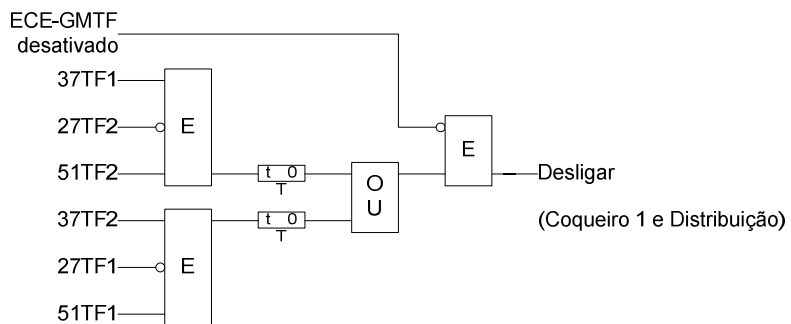 ECE-GMTF
desativado
37TF1
27TF2
E
51TF2
t 0
T
O
U
E
Desligar
37TF2
t 0
T
(Coqueiro 1 e Distribuição)
27TF1
E
51TF1